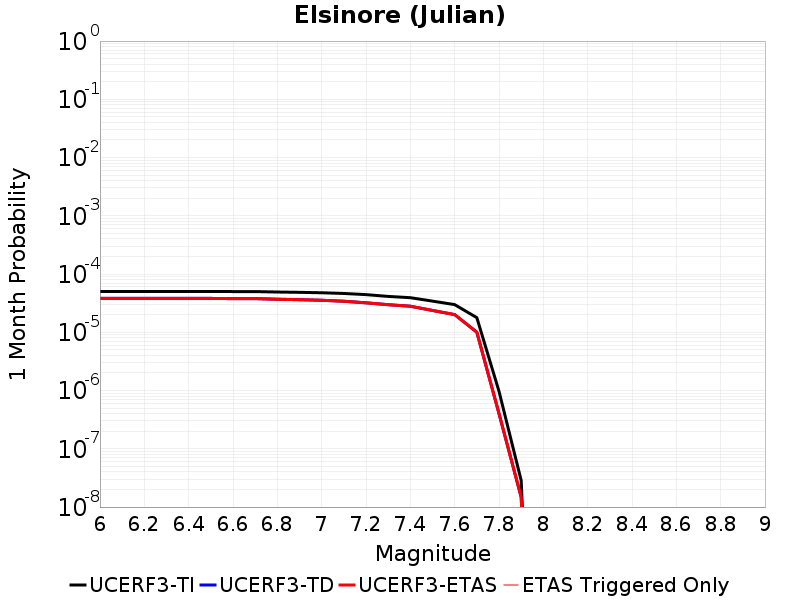 Elsinore (Julian)
1 Month Probability
10^0
10^-1
10^-2
10^-3
10^-4
10^-5
10^-6
10^-7
10^-8
6 6.2 6.4 6.6 6.8 7 7.2 7.4 7.6 7.8 8 8.2 8.4 8.6 8.8 9
Magnitude
UCERF3-TI UCERF3-TD UCERF3-ETAS ETAS Triggered Only